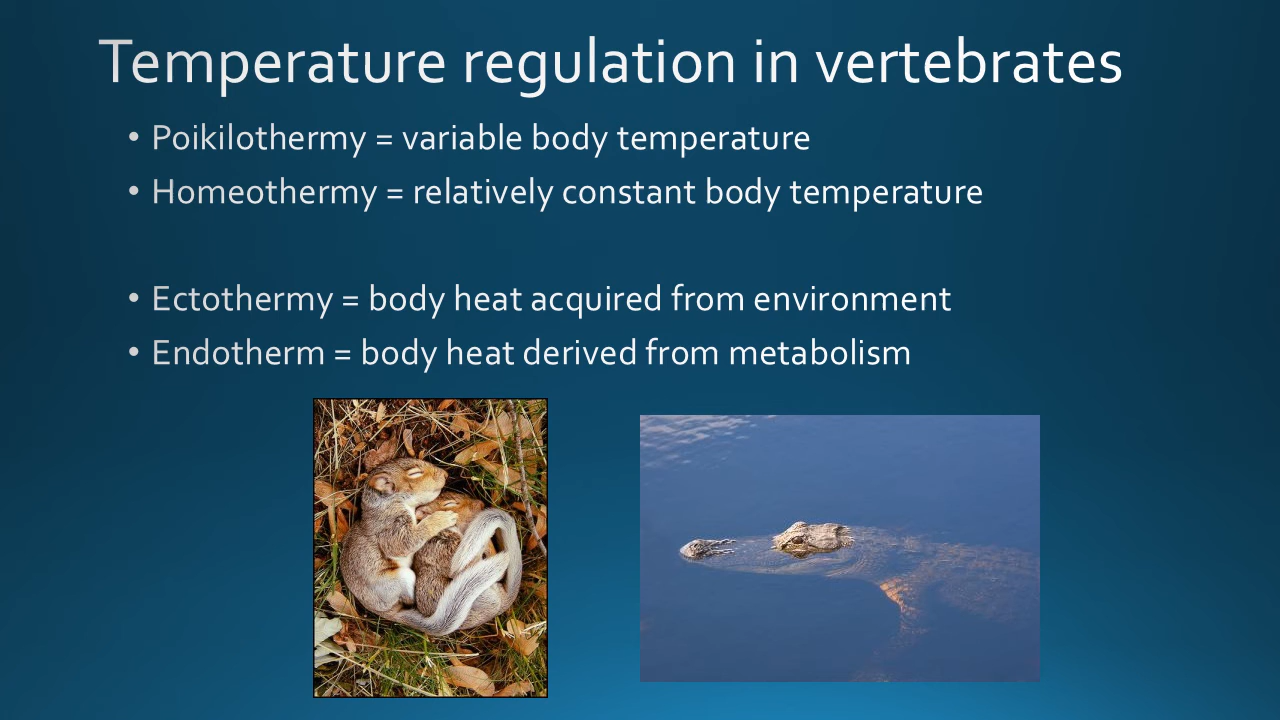 Temperature regulation in vertebrates
• Poikilothermy = variable body temperature
• Homeothermy = relatively constant body temperature
• Ectothermy = body heat acquired from environment
• Endotherm = body heat derived from metabolism